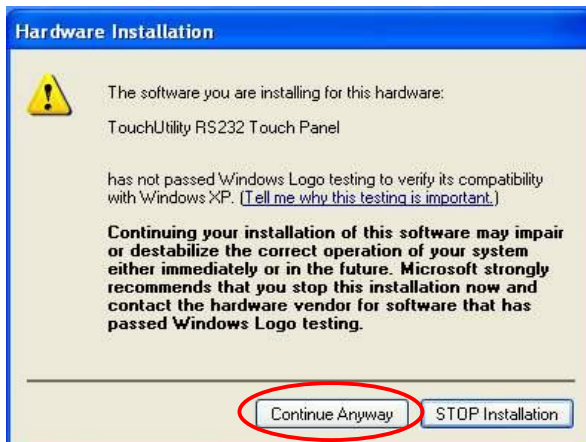 Hardware Installation
The software you are installing for this hardware:
TouchUtility RS232 Touch Panel
has not passed Windows Logo testing to verify its compatibility
with Windows XP. (Tell me why this testing is important.)
Continuing your installation of this software may impair
or destabilize the correct operation of your system
either immediately or in the future. Microsoft strongly
recommends that you stop this installation now and
contact the hardware vendor for software that has
passed Windows Logo testing.
Continue Anyway STOP Installation